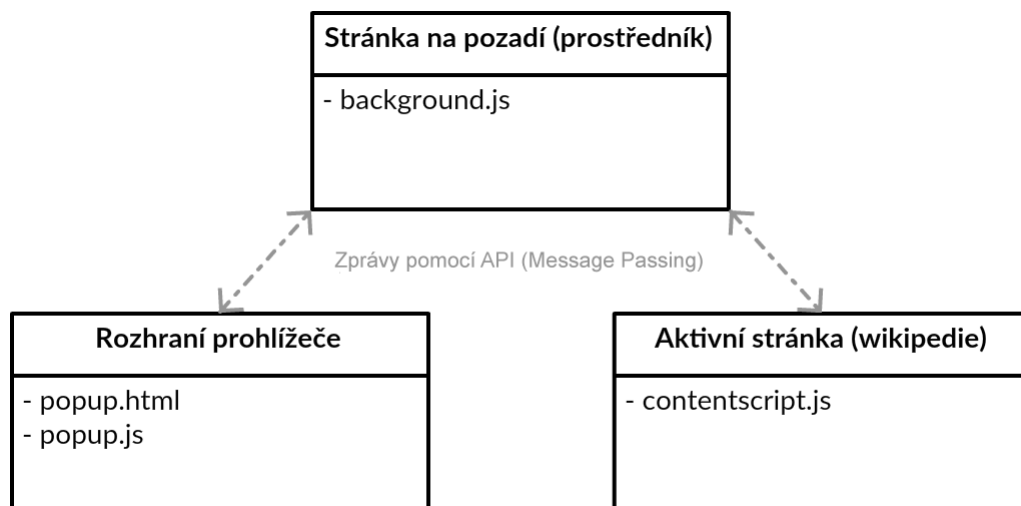 Stránka na pozadí (prostředník)
- background.js
Zprávy pomocí API (Message Passing)
Rozhraní prohlížeče
- popup.html
- popup.js
Aktivní stránka (wikipedie)
- contentscript.js